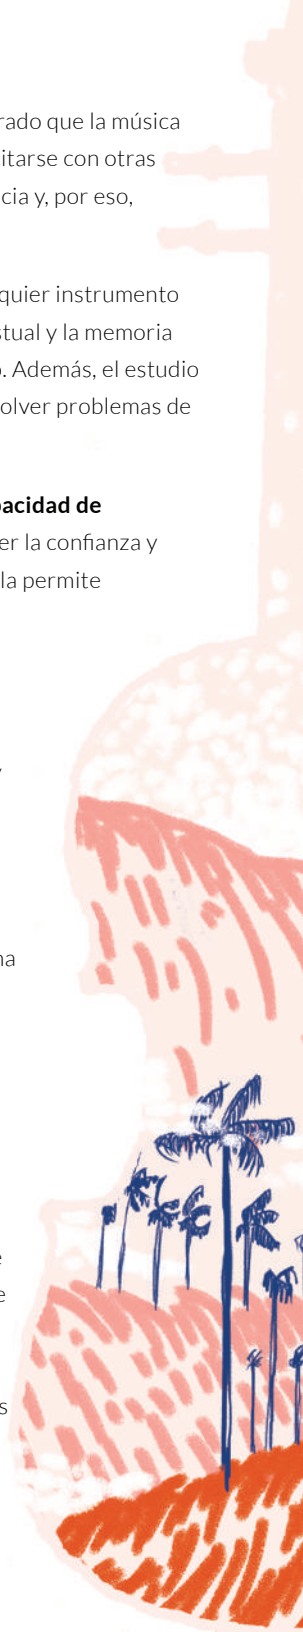 rado que la música
itarse con otras
cia y, por eso,
quier instrumento
stual y la memoria
o. Además, el estudio
olver problemas de
pacidad de
er la confianza y
la permite
y
na
e
e
s